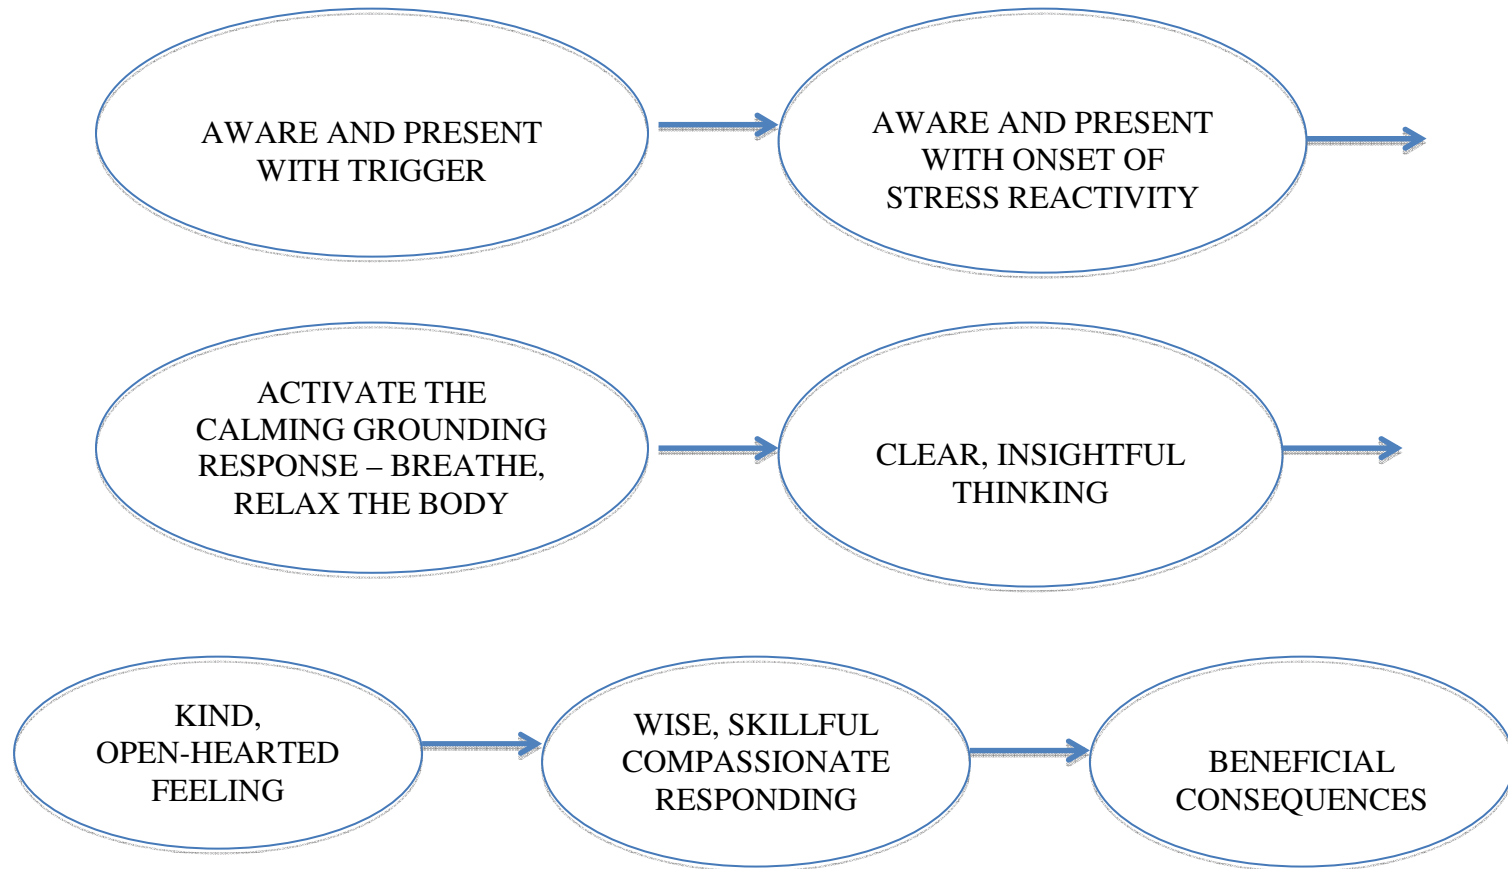 AWARE AND PRESENT
WITH TRIGGER
AWARE AND PRESENT
WITH ONSET OF
STRESS REACTIVITY
ACTIVATE THE
CALMING GROUNDING
RESPONSE – BREATHE,
RELAX THE BODY
CLEAR, INSIGHTFUL
THINKING
KIND,
OPEN-HEARTED
FEELING
WISE, SKILLFUL
COMPASSIONATE
RESPONDING
BENEFICIAL
CONSEQUENCES